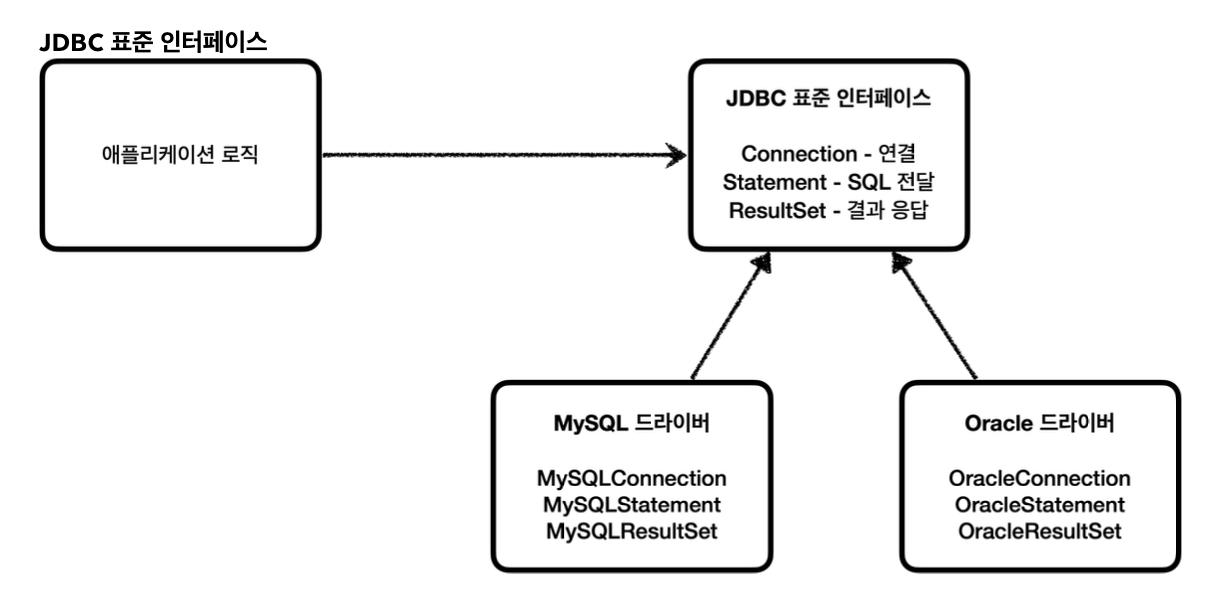 JDBC 표준 인터페이스
애플리케이션 로직
JDBC 표준 인터페이스
Connection - 연결
Statement - SQL 전달
ResultSet - 결과 응답
MySQL 드라이버
MySQLConnection
MySQLStatement
MySQLResultSet
Oracle 드라이버
OracleConnection
OracleStatement
OracleResultSet